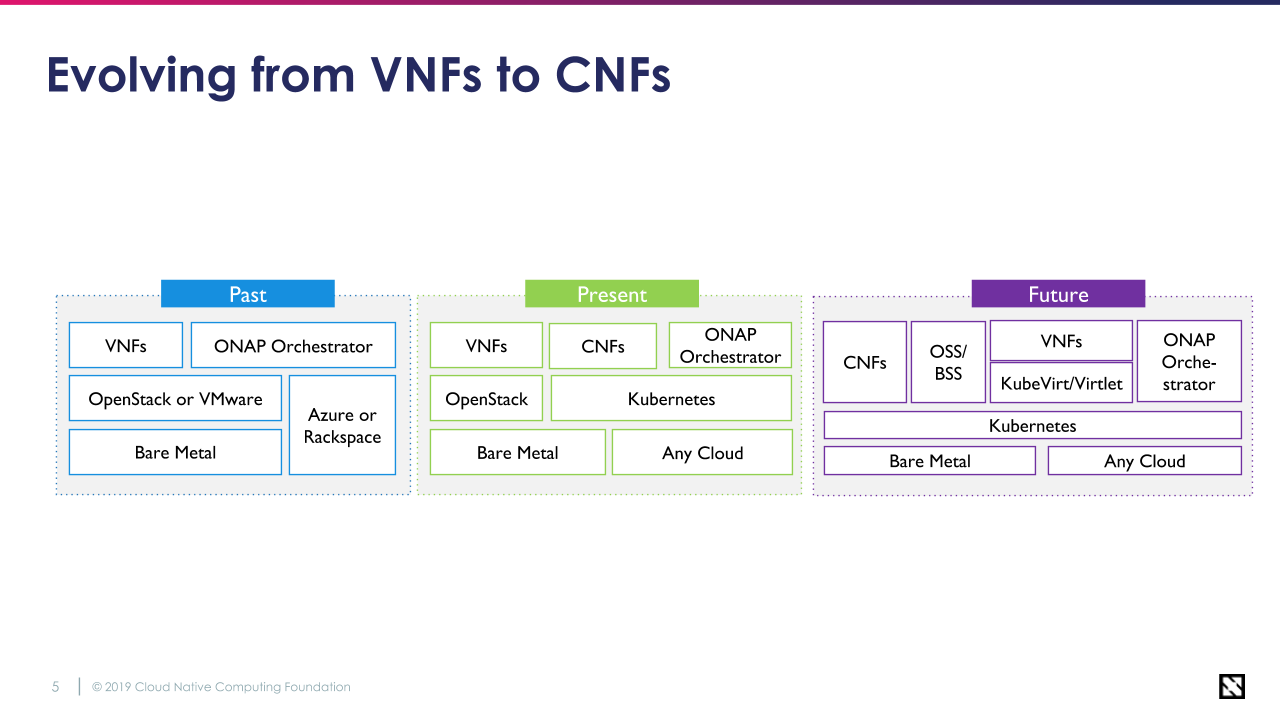 Evolving from VNFs to CNFs
Past
VNFs
ONAP Orchestrator
OpenStack or VMware
Azure or
Rackspace
Bare Metal
Present
VNFs
CNFs
ONAP
Orchestrator
OpenStack
Kubernetes
Bare Metal
Any Cloud
Future
CNFs
OSS/
BSS
VNFs
KubeVirt/Virtlet
ONAP
Orche-
strator
Kubernetes
Bare Metal
Any Cloud
5
© 2019 Cloud Native Computing Foundation